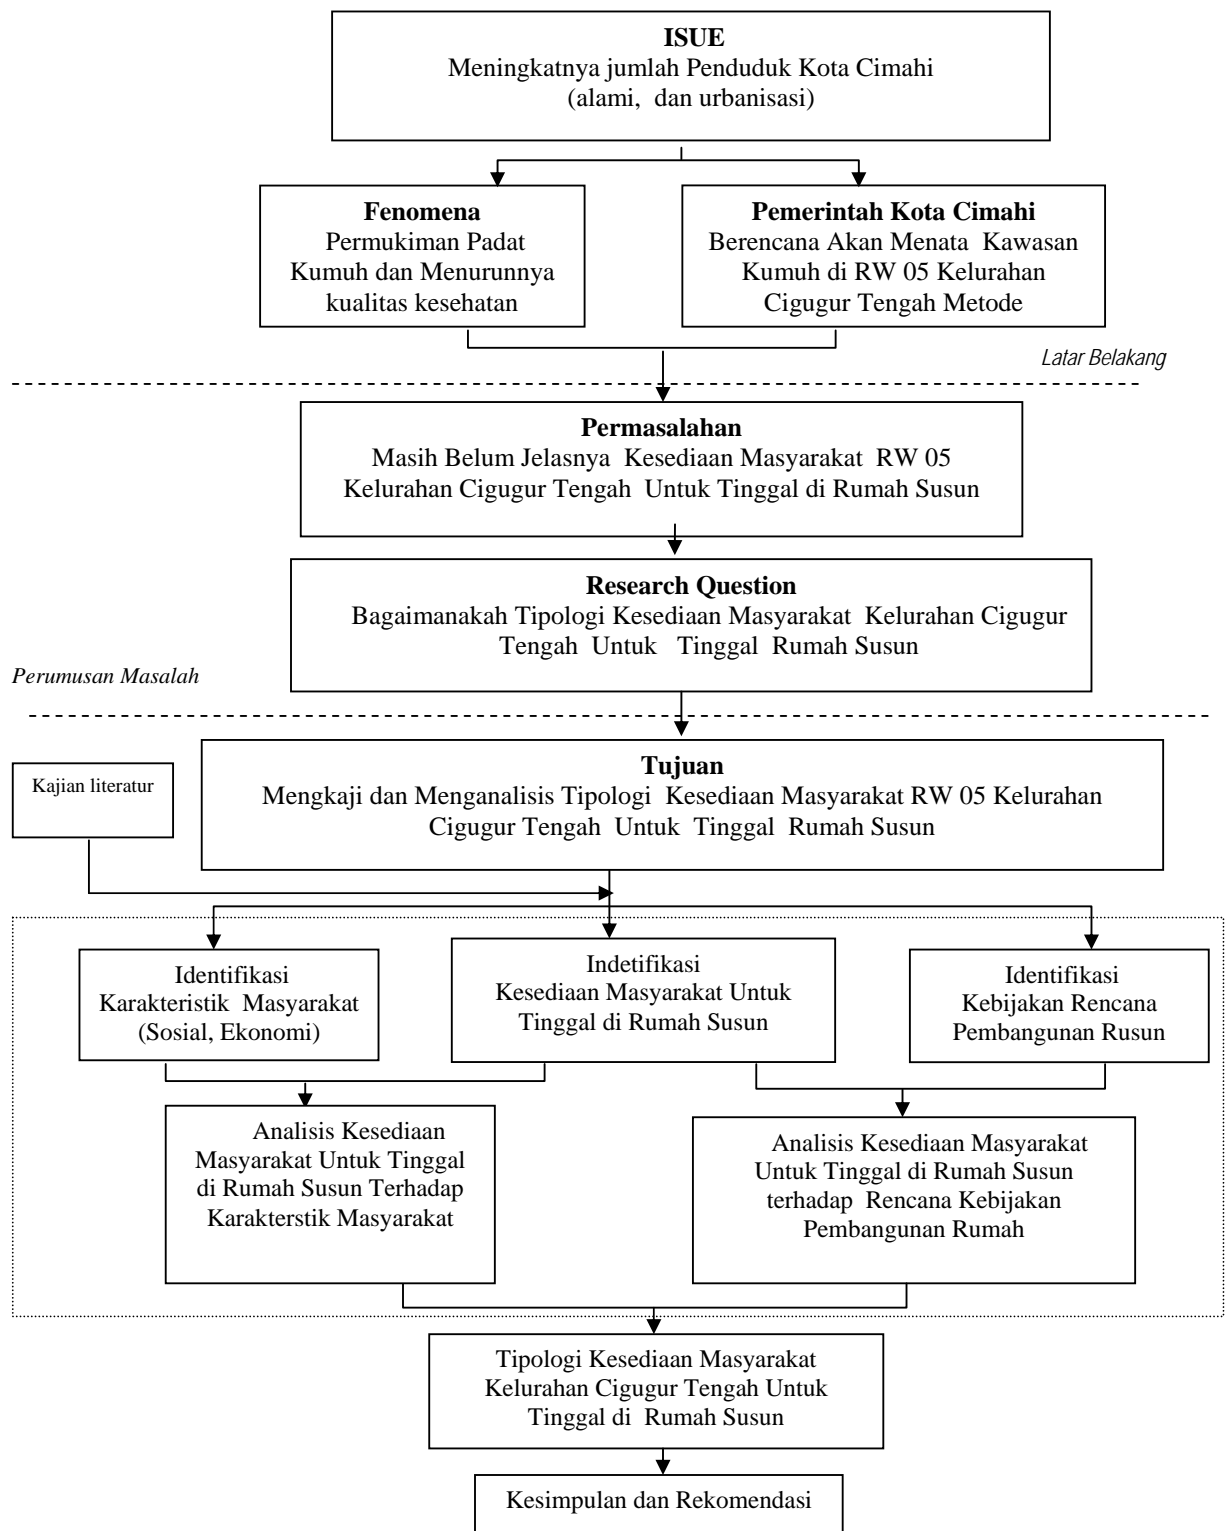 ISUE
Meningkatnya jumlah Penduduk Kota Cimahi
(alami, dan urbanisasi)
Fenomena
Permukiman Padat
Kumuh dan Menurunnya
kualitas kesehatan
Pemerintah Kota Cimahi
Berencana Akan Menata Kawasan
Kumuh di RW 05 Kelurahan
Cigugur Tengah Metode
Latar Belakang
Permasalahan
Masih Belum Jelasnya Kesediaan Masyarakat RW 05
Kelurahan Cigugur Tengah Untuk Tinggal di Rumah Susun
Research Question
Bagaimanakah Tipologi Kesediaan Masyarakat Kelurahan Cigugur
Tengah Untuk Tinggal Rumah Susun
Perumusan Masalah
Tujuan
Mengkaji dan Menganalisis Tipologi Kesediaan Masyarakat RW 05 Kelurahan
Cigugur Tengah Untuk Tinggal Rumah Susun
Kajian literatur
Identifikasi
Karakteristik Masyarakat
(Sosial, Ekonomi)
Indetifikasi
Kesediaan Masyarakat Untuk
Tinggal di Rumah Susun
Identifikasi
Kebijakan Rencana
Pembangunan Rusun
Analisis Kesediaan
Masyarakat Untuk Tinggal
di Rumah Susun Terhadap
Karakterstik Masyarakat
Analisis Kesediaan Masyarakat
Untuk Tinggal di Rumah Susun
terhadap Rencana Kebijakan
Pembangunan Rumah
Tipologi Kesediaan Masyarakat
Kelurahan Cigugur Tengah Untuk
Tinggal di Rumah Susun
Kesimpulan dan Rekomendasi